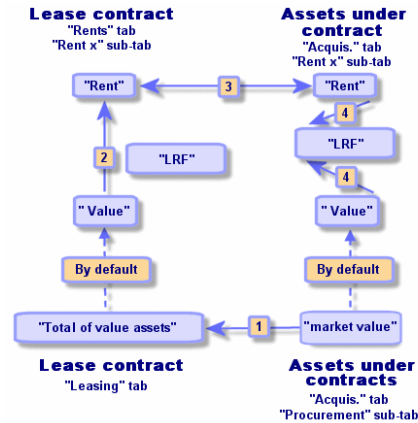 Lease contract
"Rents" tab
"Rent x" sub-tab
Assets under
contract
"Acquis." tab
"Rent x" sub-tab
"Rent"
3
"Rent"
4
2
"LRF"
"LRF"
4
" Value"
"Value"
By default
By default
"Total of value assets"
1
"market value"
Lease contract
"Leasing" tab
Assets under
contracts
"Acquis." tab
"Procurement" sub-tab